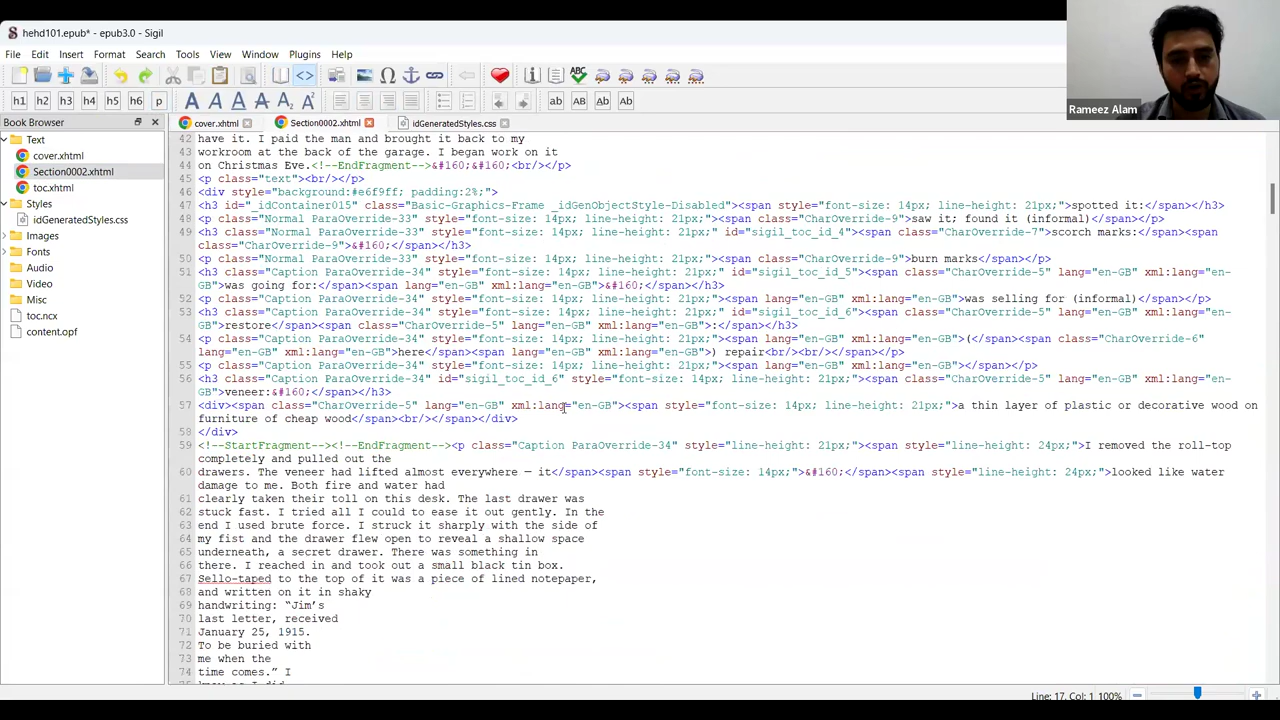 hehd101.epub* - epub3.0 - Sigil
File Edit Insert Format Search Tools View Window Plugins Help
h1 h2 h3 h4 h5 h6 p A A A A A₂ A² ab AB Ab Ab
Rameez Alam
Book Browser
cover.xhtml Section0002.xhtml idGeneratedStyles.css
Text
cover.xhtml
Section0002.xhtml
toc.xhtml
Styles
idGeneratedStyles.css
Images
Fonts
Audio
Video
Misc
toc.ncx
content.opf
42 have it. I paid the man and brought it back to my
43 workroom at the back of the garage. I began work on it
44 on Christmas Eve.<!--EndFragment-->&#160;&#160;<br/></p>
45 <p class="text"><br/></p>
46 <div style="background:#e6f9ff; padding:2%;">
47 <h3 id="_idContainer015" class="Basic-Graphics-Frame _idGenObjectStyle-Disabled"><span style="font-size: 14px; line-height: 21px;">spotted it:</span></h3>
48 <p class="Normal ParaOverride-33" style="font-size: 14px; line-height: 21px;"><span class="CharOverride-9">saw it; found it (informal)</span></p>
49 <h3 class="Normal ParaOverride-33" style="font-size: 14px; line-height: 21px;" id="sigil_toc_id_4"><span class="CharOverride-7">scorch marks:</span><span
class="CharOverride-9">&#160;</span></h3>
50 <p class="Normal ParaOverride-33" style="font-size: 14px; line-height: 21px;"><span class="CharOverride-9">burn marks</span></p>
51 <h3 class="Caption ParaOverride-34" style="font-size: 14px; line-height: 21px;" id="sigil_toc_id_5"><span class="CharOverride-5" lang="en-GB" xml:lang="en-
GB">was going for:</span><span lang="en-GB" xml:lang="en-GB">&#160;</span></h3>
52 <p class="Caption ParaOverride-34" style="font-size: 14px; line-height: 21px;"><span lang="en-GB" xml:lang="en-GB">was selling for (informal)</span></p>
53 <h3 class="Caption ParaOverride-34" style="font-size: 14px; line-height: 21px;" id="sigil_toc_id_6"><span class="CharOverride-5" lang="en-GB" xml:lang="en-
GB">restore</span><span class="CharOverride-5" lang="en-GB" xml:lang="en-GB">:</span></h3>
54 <p class="Caption ParaOverride-34" style="font-size: 14px; line-height: 21px;"><span lang="en-GB" xml:lang="en-GB">(</span><span class="CharOverride-6"
lang="en-GB" xml:lang="en-GB">here</span><span lang="en-GB" xml:lang="en-GB">) repair<br/><br/></span></p>
55 <p class="Caption ParaOverride-34" style="font-size: 14px; line-height: 21px;"><span lang="en-GB" xml:lang="en-GB"></span></p>
56 <h3 class="Caption ParaOverride-34" id="sigil_toc_id_6" style="font-size: 14px; line-height: 21px;"><span class="CharOverride-5" lang="en-GB" xml:lang="en-
GB">veneer:&#160;</span></h3>
57 <div><span class="CharOverride-5" lang="en-GB" xml:lang="en-GB"><span style="font-size: 14px; line-height: 21px;">a thin layer of plastic or decorative wood on
furniture of cheap wood</span><br/></span></div>
58 </div>
59 <!--StartFragment--><!--EndFragment--><p class="Caption ParaOverride-34" style="line-height: 21px;"><span style="line-height: 24px;">I removed the roll-top
completely and pulled out the
60 drawers. The veneer had lifted almost everywhere — it</span><span style="font-size: 14px;">&#160;</span><span style="line-height: 24px;">looked like water
damage to me. Both fire and water had
61 clearly taken their toll on this desk. The last drawer was
62 stuck fast. I tried all I could to ease it out gently. In the
63 end I used brute force. I struck it sharply with the side of
64 my fist and the drawer flew open to reveal a shallow space
65 underneath, a secret drawer. There was something in
66 there. I reached in and took out a small black tin box.
67 Sello-taped to the top of it was a piece of lined notepaper,
68 and written on it in shaky
69 handwriting: “Jim’s
70 last letter, received
71 January 25, 1915.
72 To be buried with
73 me when the
74 time comes.” I
Line: 17, Col: 1 100%